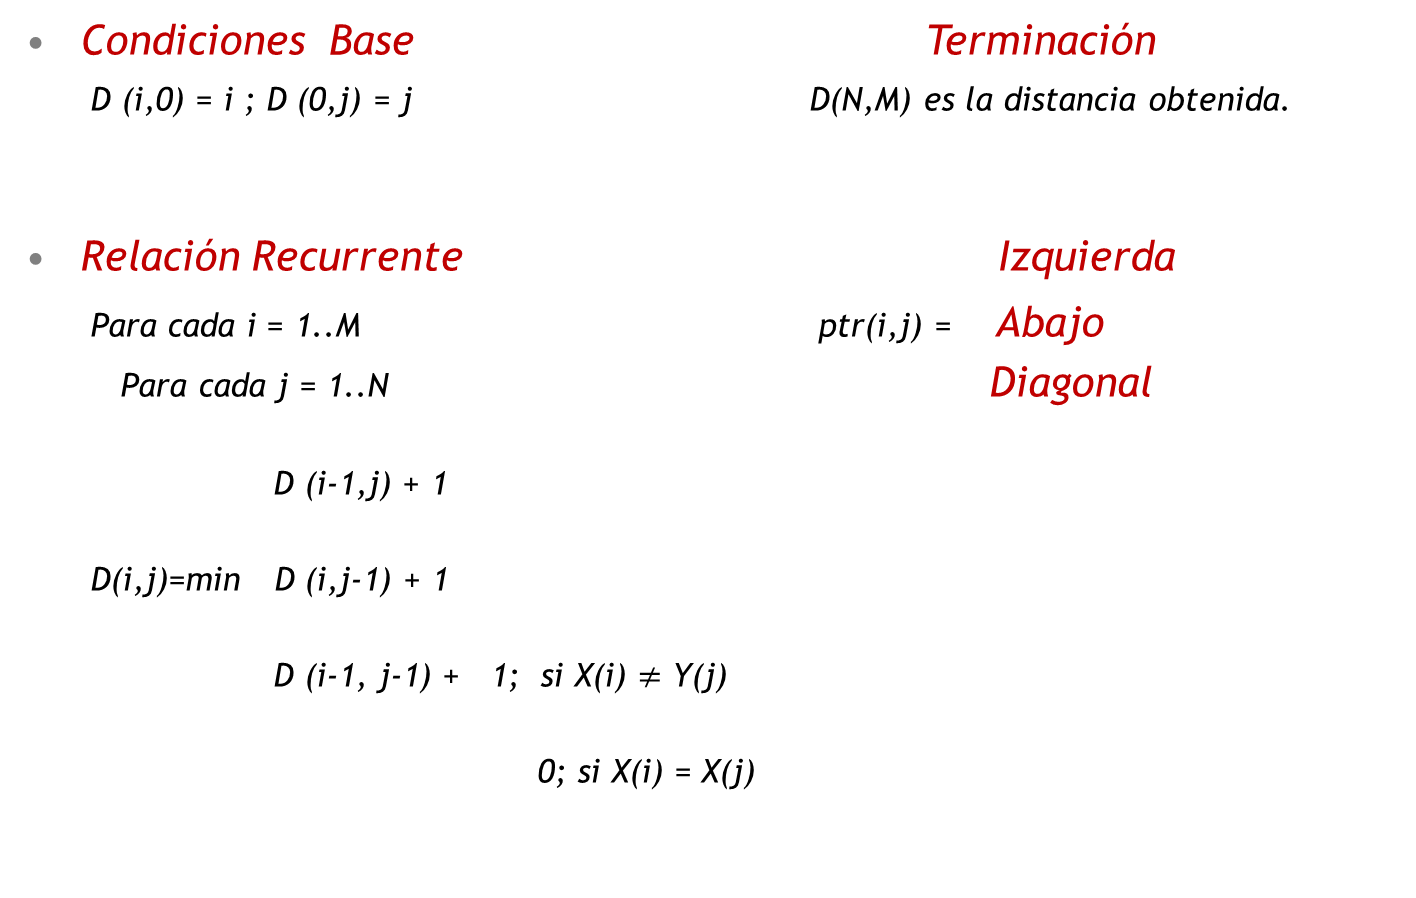 • Condiciones Base
Terminación
D (i,0) = i ; D (0,j) = j
D(N,M) es la distancia obtenida.
• Relación Recurrente
Izquierda
Para cada i = 1..M
ptr(i,j) = Abajo
Para cada j = 1..N
Diagonal
D (i-1,j) + 1
D(i,j)=min D (i,j-1) + 1
D (i-1, j-1) + 1; si X(i) ≠ Y(j)
0; si X(i) = X(j)